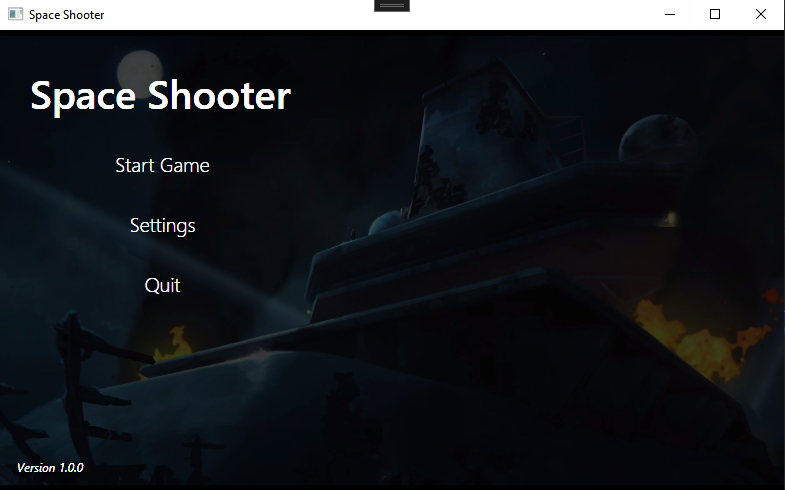 Space Shooter
Space Shooter
Start Game
Settings
Quit
Version 1.0.0